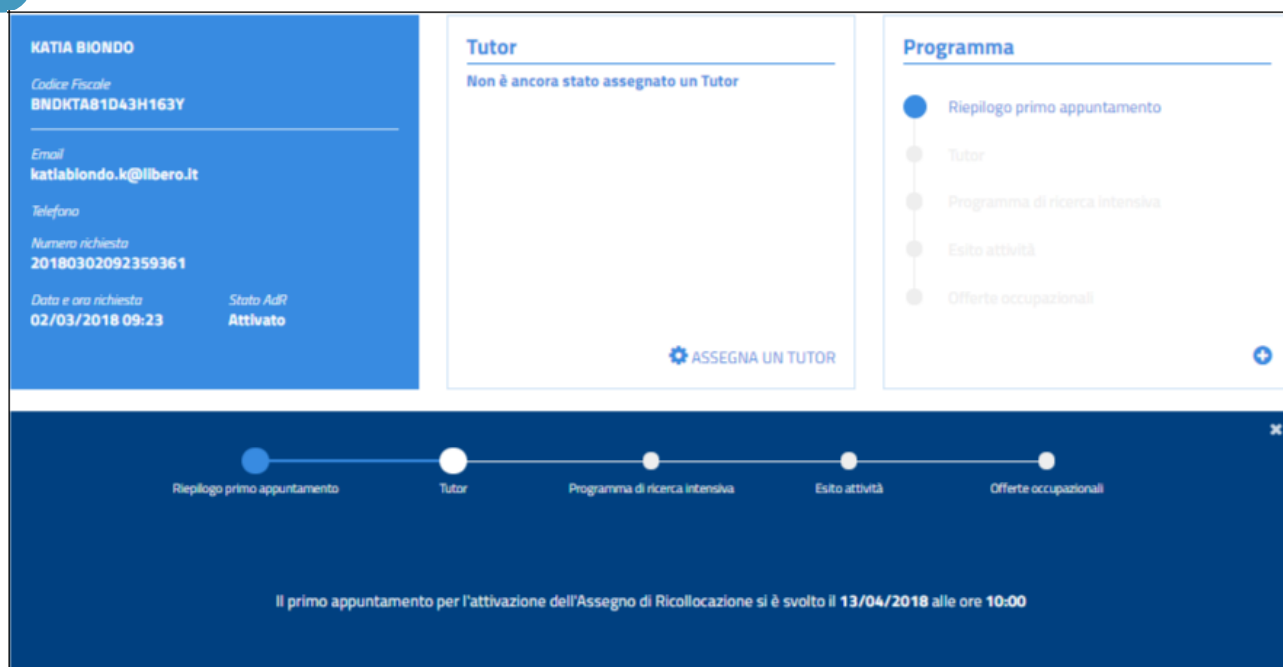 KATIA BIONDO
Codice Fiscale
BNDKTA81D43H163Y
Email
katiabiondo.k@libero.it
Telefono
Numero richiesta
20180302092359361
Data e ora richiesta
Stato AdR
02/03/2018 09:23
Attivato
Tutor
Non è ancora stato assegnato un Tutor
ASSEGNA UN TUTOR
Programma
Riepilogo primo appuntamento
Tutor
Programma di ricerca intensiva
Esito attività
Offerte occupazionali
Riepilogo primo appuntamento
Tutor
Programma di ricerca intensiva
Esito attività
Offerte occupazionali
Il primo appuntamento per l'attivazione dell'Assegno di Ricollocazione si è svolto il 13/04/2018 alle ore 10:00